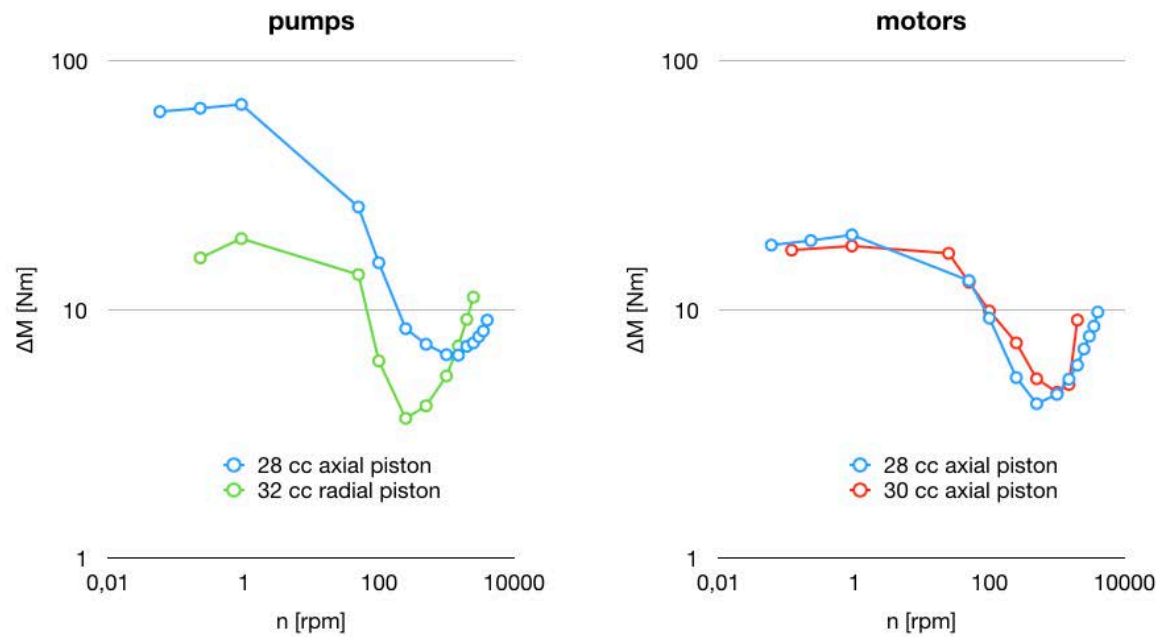 pumps
100
10
1
0,01
1
100
10000
ΔM [Nm]
n [rpm]
28 cc axial piston
32 cc radial piston
motors
100
10
1
0,01
1
100
10000
ΔM [Nm]
n [rpm]
28 cc axial piston
30 cc axial piston